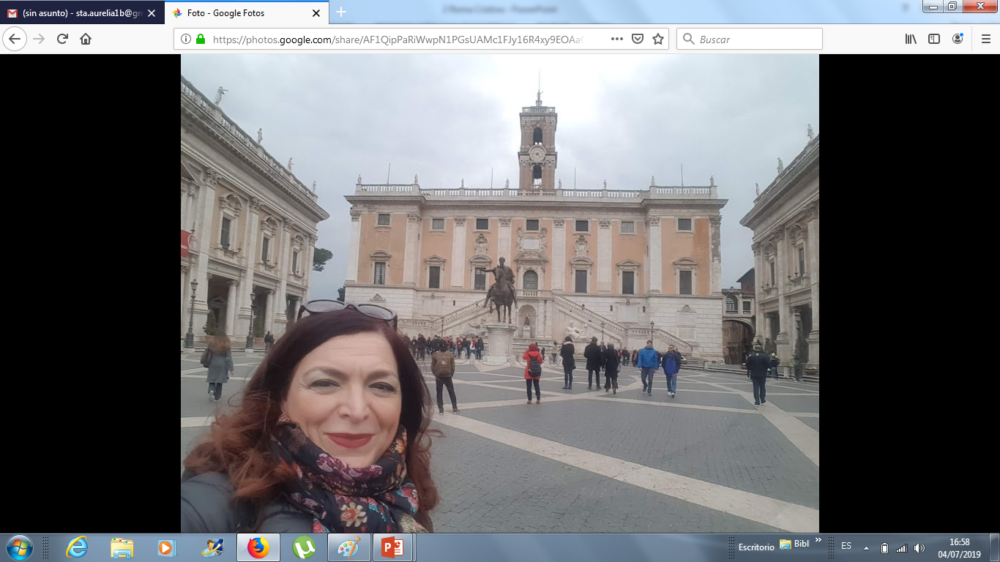 (sin asunto) - sta.aurelia1b@gm
Foto - Google Fotos
https://photos.google.com/share/AF1QipPaRiWwpN1PGsUAMc1FJy16R4xy9EOAa
Buscar
Escritorio
Bibl
ES
16:58
04/07/2019